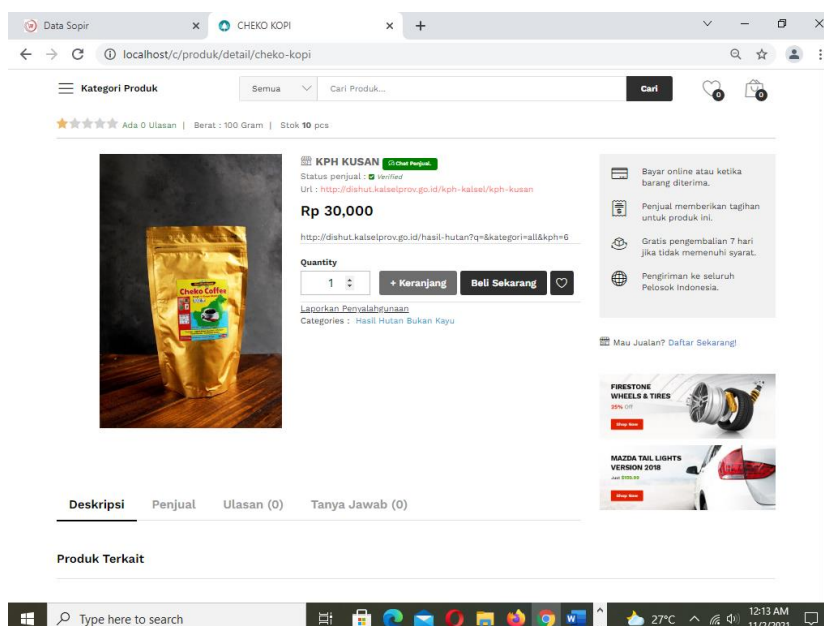 Data Sopir
CHEKO KOPI
localhost/c/produk/detail/cheko-kopi
Kategori Produk
Semua
Cari Produk...
Cari
0
0
Ada 0 Ulasan | Berat : 100 Gram | Stok 10 pcs
KPH KUSAN
Chat Penjual.
Status penjual : Verified
Url : http://dishut.kalselprov.go.id/kph-kalsel/kph-kusan
Rp 30,000
http://dishut.kalselprov.go.id/hasil-hutan?q=&kategori=all&kph=6
Quantity
1
+ Keranjang
Beli Sekarang
Laporkan Penyalahgunaan
Categories : Hasil Hutan Bukan Kayu
Cheko Coffee
Bayar online atau ketika
barang diterima.
Penjual memberikan tagihan
untuk produk ini.
Gratis pengembalian 7 hari
jika tidak memenuhi syarat.
Pengiriman ke seluruh
Pelosok Indonesia.
Mau Jualan? Daftar Sekarang!
FIRESTONE
WHEELS & TIRES
25% Off
Shop Now
MAZDA TAIL LIGHTS
VERSION 2018
Just $199.99
Shop Now
Deskripsi
Penjual
Ulasan (0)
Tanya Jawab (0)
Produk Terkait
Type here to search
27°C
12:13 AM
11/2/2021